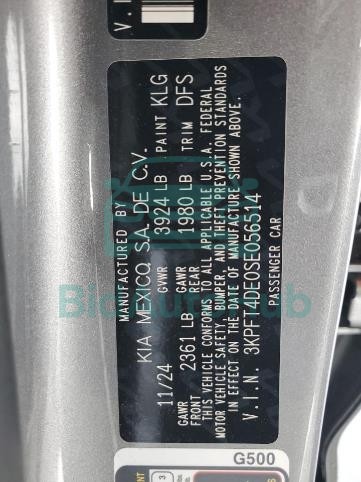 V.I
MANUFACTURED BY
KIA MEXICO, S.A. DE C.V.
11/24 GVWR 3924 LB PAINT KLG
GAWR FRONT 2361 LB GAWR REAR 1980 LB TRIM DFS
THIS VEHICLE CONFORMS TO ALL APPLICABLE U.S.A. FEDERAL
MOTOR VEHICLE SAFETY, BUMPER, AND THEFT PREVENTION STANDARDS
IN EFFECT ON THE DATE OF MANUFACTURE SHOWN ABOVE.
V.I.N. 3KPFT4DE0SE056514
PASSENGER CAR
G500